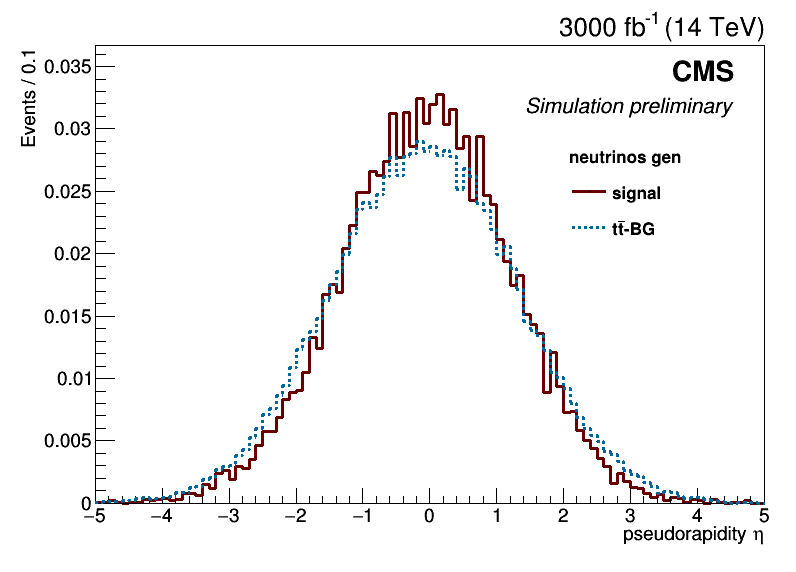 3000 fb⁻¹ (14 TeV)
CMS
Simulation preliminary
neutrinos gen
signal
tt̄-BG
Events / 0.1
0.035
0.03
0.025
0.02
0.015
0.01
0.005
0
−5 −4 −3 −2 −1 0 1 2 3 4 5
pseudorapidity η